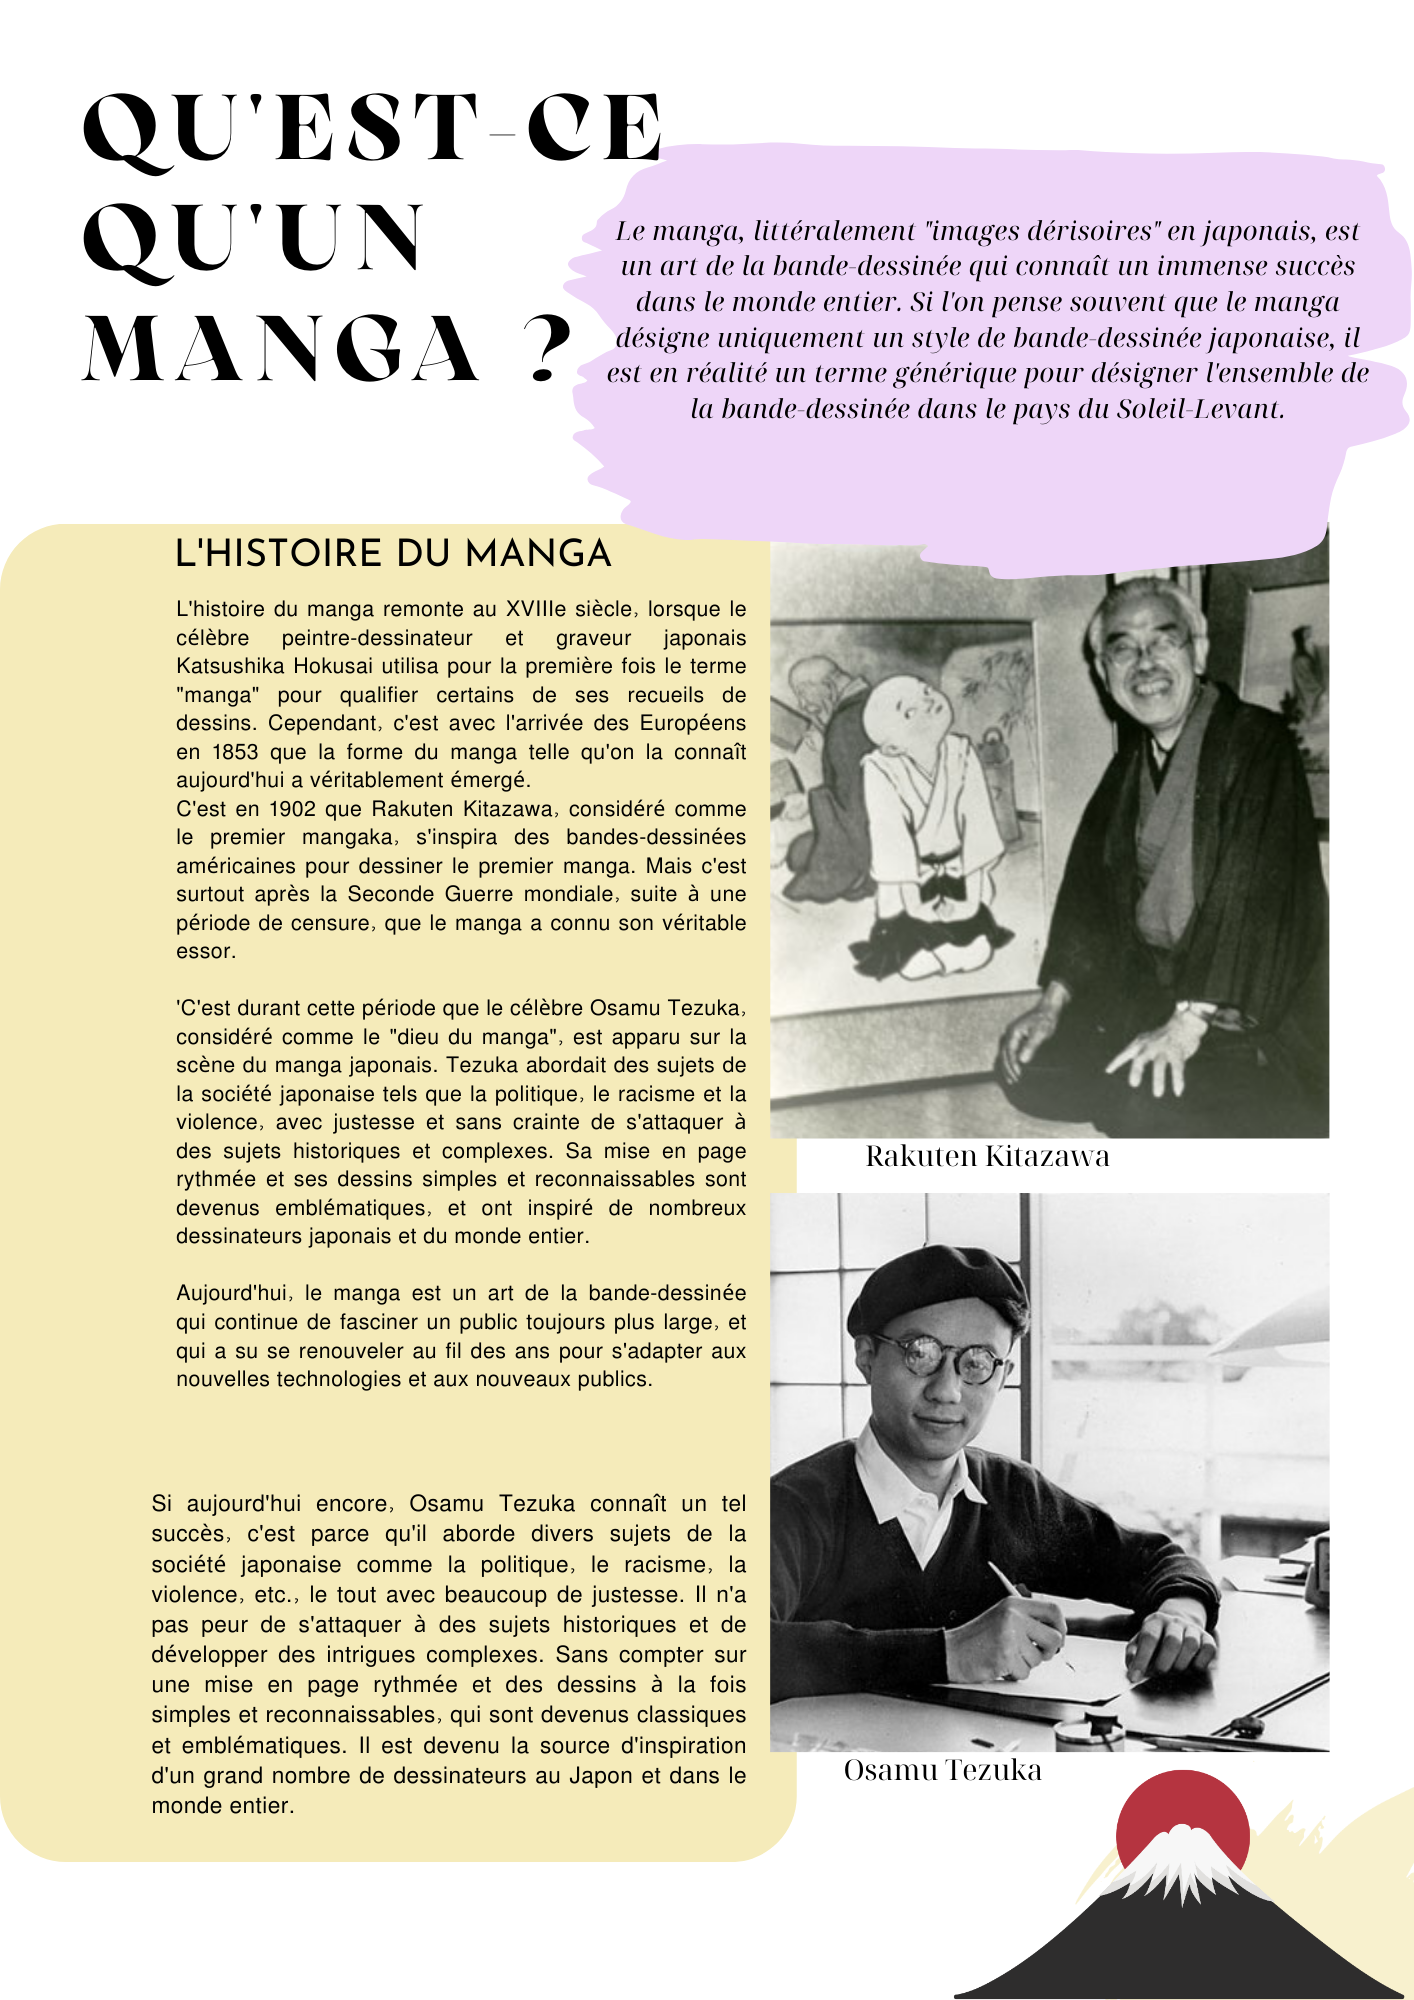 QU'EST-CE
QU'UN
MANGA ?
Le manga, littéralement "images dérisoires" en japonais, est
un art de la bande-dessinée qui connaît un immense succès
dans le monde entier. Si l'on pense souvent que le manga
désigne uniquement un style de bande-dessinée japonaise, il
est en réalité un terme générique pour désigner l'ensemble de
la bande-dessinée dans le pays du Soleil-Levant.
L'HISTOIRE DU MANGA
L'histoire du manga remonte au XVIIIe siècle, lorsque le
célèbre peintre-dessinateur et graveur japonais
Katsushika Hokusai utilisa pour la première fois le terme
"manga" pour qualifier certains de ses recueils de
dessins. Cependant, c'est avec l'arrivée des Européens
en 1853 que la forme du manga telle qu'on la connaît
aujourd'hui a véritablement émergé.
C'est en 1902 que Rakuten Kitazawa, considéré comme
le premier mangaka, s'inspira des bandes-dessinées
américaines pour dessiner le premier manga. Mais c'est
surtout après la Seconde Guerre mondiale, suite à une
période de censure, que le manga a connu son véritable
essor.
'C'est durant cette période que le célèbre Osamu Tezuka,
considéré comme le "dieu du manga", est apparu sur la
scène du manga japonais. Tezuka abordait des sujets de
la société japonaise tels que la politique, le racisme et la
violence, avec justesse et sans crainte de s'attaquer à
des sujets historiques et complexes. Sa mise en page
rythmée et ses dessins simples et reconnaissables sont
devenus emblématiques, et ont inspiré de nombreux
dessinateurs japonais et du monde entier.
Aujourd'hui, le manga est un art de la bande-dessinée
qui continue de fasciner un public toujours plus large, et
qui a su se renouveler au fil des ans pour s'adapter aux
nouvelles technologies et aux nouveaux publics.
Si aujourd'hui encore, Osamu Tezuka connaît un tel
succès, c'est parce qu'il aborde divers sujets de la
société japonaise comme la politique, le racisme, la
violence, etc., le tout avec beaucoup de justesse. Il n'a
pas peur de s'attaquer à des sujets historiques et de
développer des intrigues complexes. Sans compter sur
une mise en page rythmée et des dessins à la fois
simples et reconnaissables, qui sont devenus classiques
et emblématiques. Il est devenu la source d'inspiration
d'un grand nombre de dessinateurs au Japon et dans le
monde entier.
Rakuten Kitazawa
Osamu Tezuka